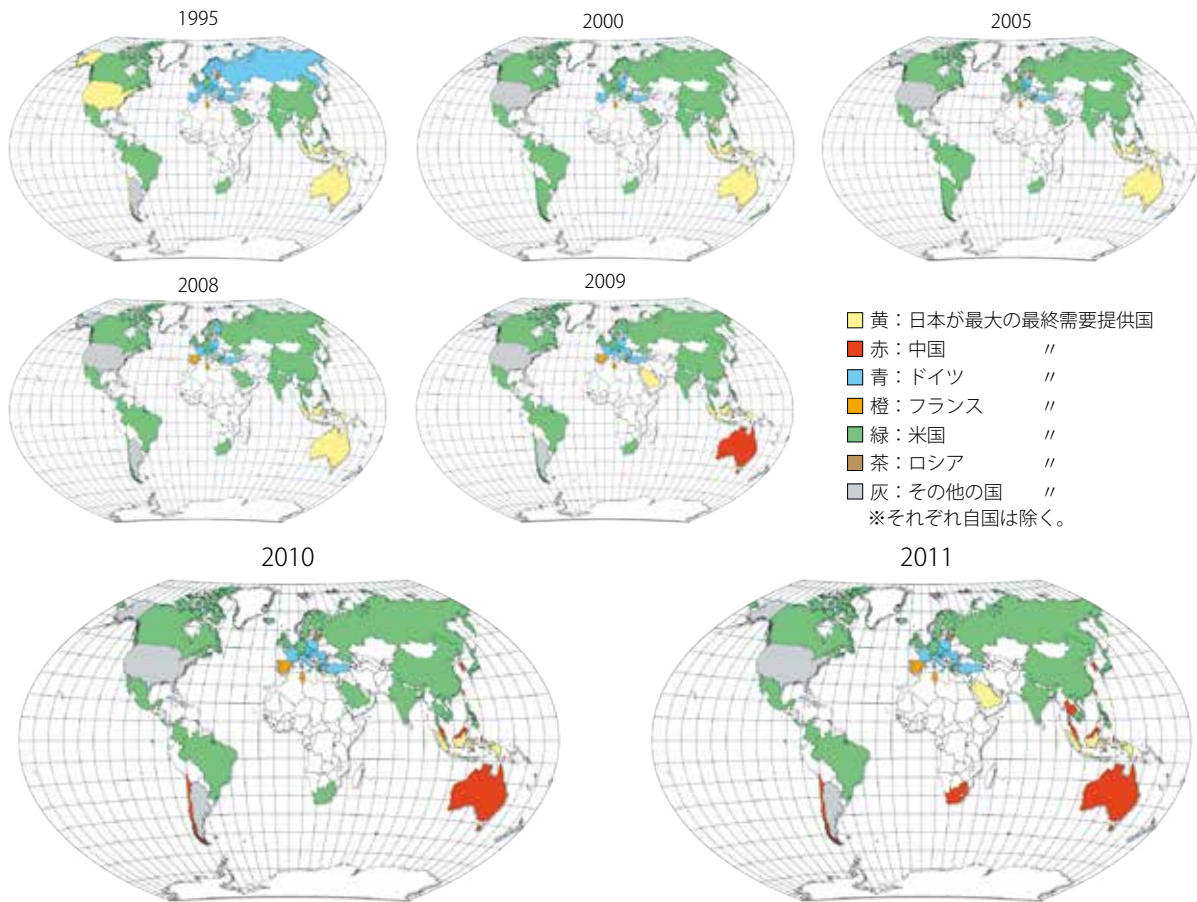 1995
2000
2005
2008
2009
黄：日本が最大の最終需要提供国
赤：中国 〃
青：ドイツ 〃
橙：フランス 〃
緑：米国 〃
茶：ロシア 〃
灰：その他の国 〃
※それぞれ自国は除く。
2010
2011